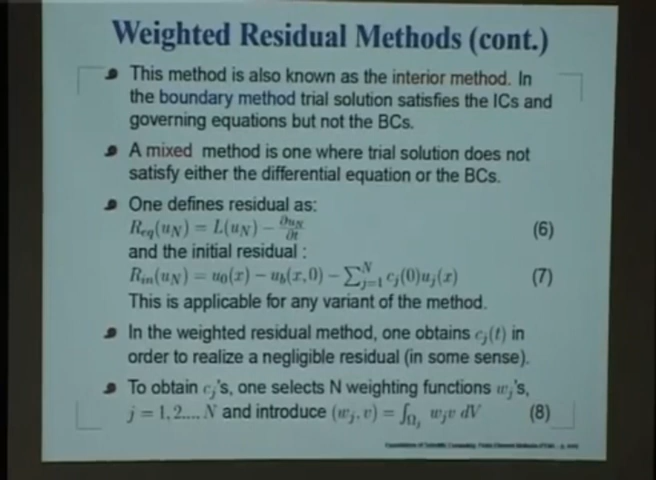 Weighted Residual Methods (cont.)
This method is also known as the interior method. In
the boundary method trial solution satisfies the ICs and
governing equations but not the BCs.
A mixed method is one where trial solution does not
satisfy either the differential equation or the BCs.
One defines residual as:
R_{eq}(u_N) = L(u_N) − ∂u_N/∂t (6)
and the initial residual :
R_{in}(u_N) = u_0(x) − u_b(x, 0) − ∑_{j=1}^{N} c_j(0)u_j(x) (7)
This is applicable for any variant of the method.
In the weighted residual method, one obtains c_j(t) in
order to realize a negligible residual (in some sense).
To obtain c_j's, one selects N weighting functions w_j's,
j = 1, 2.... N and introduce (w_j, v) = ∫_{Ω_j} w_j v dV (8)